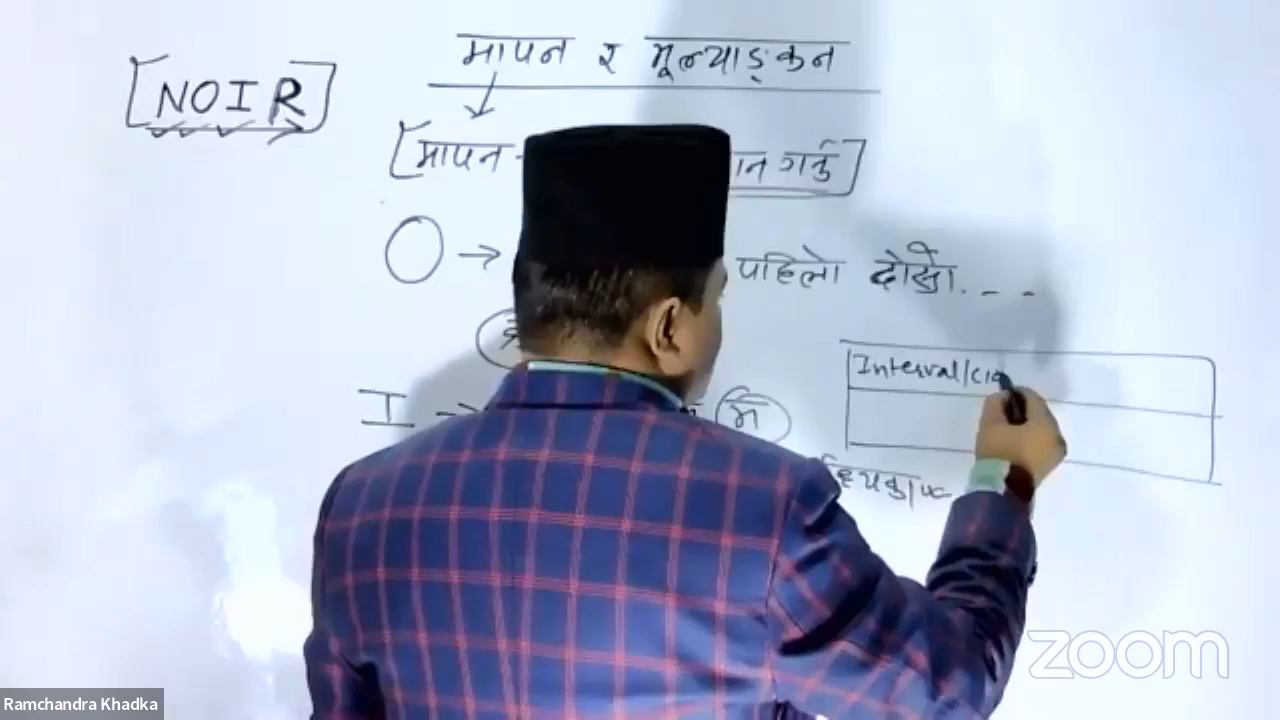 मापन र मूल्याङ्कन
[NOIR]
[मापन
गर्नु]
O → पहिलो दोस्रो. - -
I → मि
Interval/cla
zoom
Ramchandra Khadka